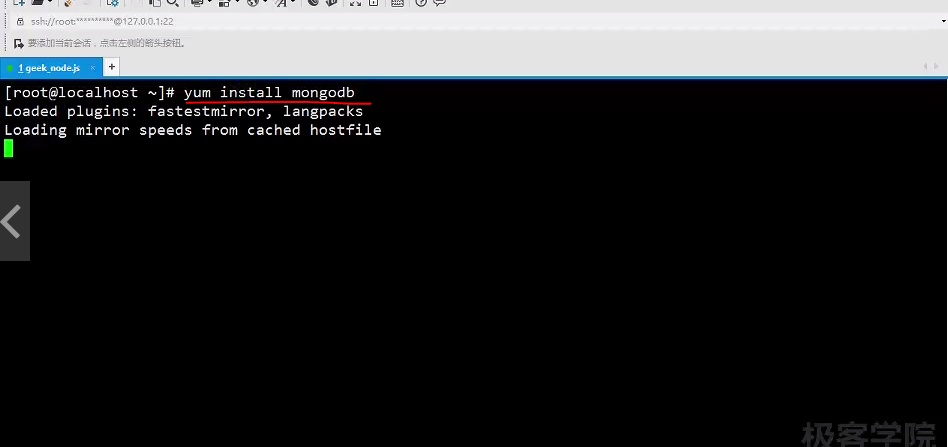 ssh://root:**********@127.0.0.1:22
要添加当前会话，点击左侧的箭头按钮。
1 geek_node.js × +
[root@localhost ~]# yum install mongodb
Loaded plugins: fastestmirror, langpacks
Loading mirror speeds from cached hostfile
极客学院